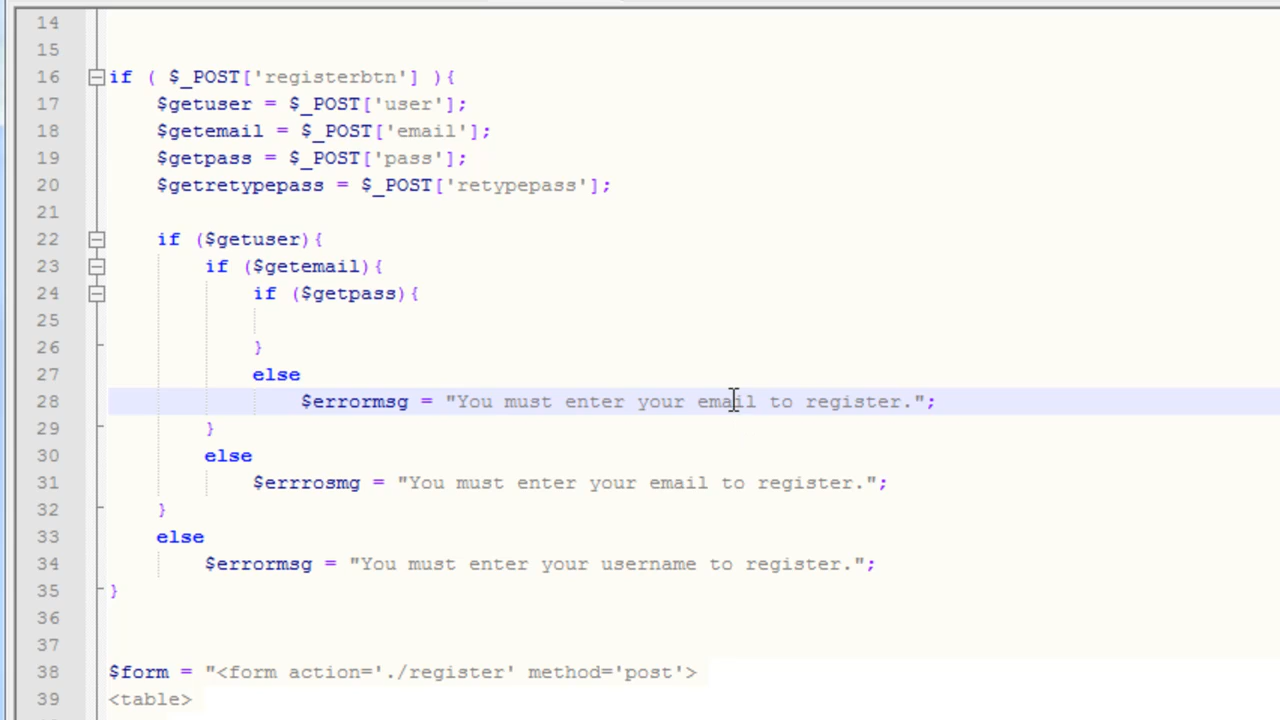 14
15
16 if ( $_POST['registerbtn'] ){
17 $getuser = $_POST['user'];
18 $getemail = $_POST['email'];
19 $getpass = $_POST['pass'];
20 $getretypepass = $_POST['retypepass'];
21
22 if ($getuser){
23 if ($getemail){
24 if ($getpass){
25
26 }
27 else
28 $errormsg = "You must enter your email to register.";
29 }
30 else
31 $errrosmg = "You must enter your email to register.";
32 }
33 else
34 $errormsg = "You must enter your username to register.";
35 }
36
37
38 $form = "<form action='./register' method='post'>
39 <table>